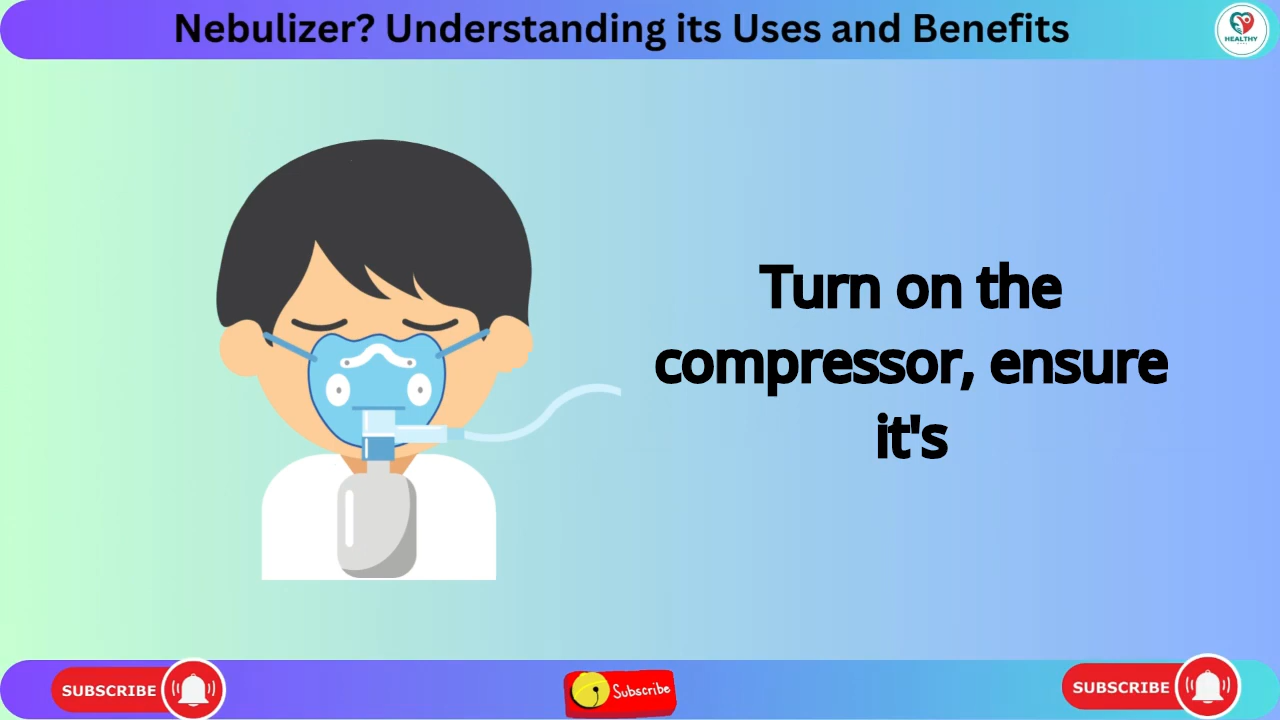 Nebulizer? Understanding its Uses and Benefits
HEALTHY
Turn on the
compressor, ensure
it's
SUBSCRIBE
Subscribe
SUBSCRIBE